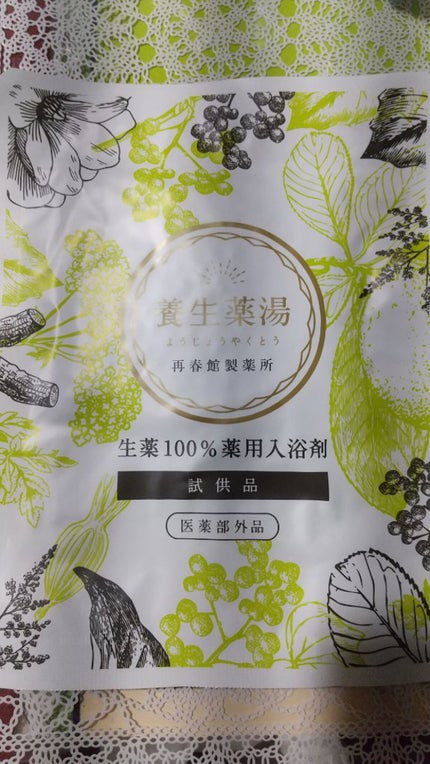 養生薬湯
ようじょうやくとう
再春館製薬所
生薬100%薬用入浴剤
試供品
医薬部外品